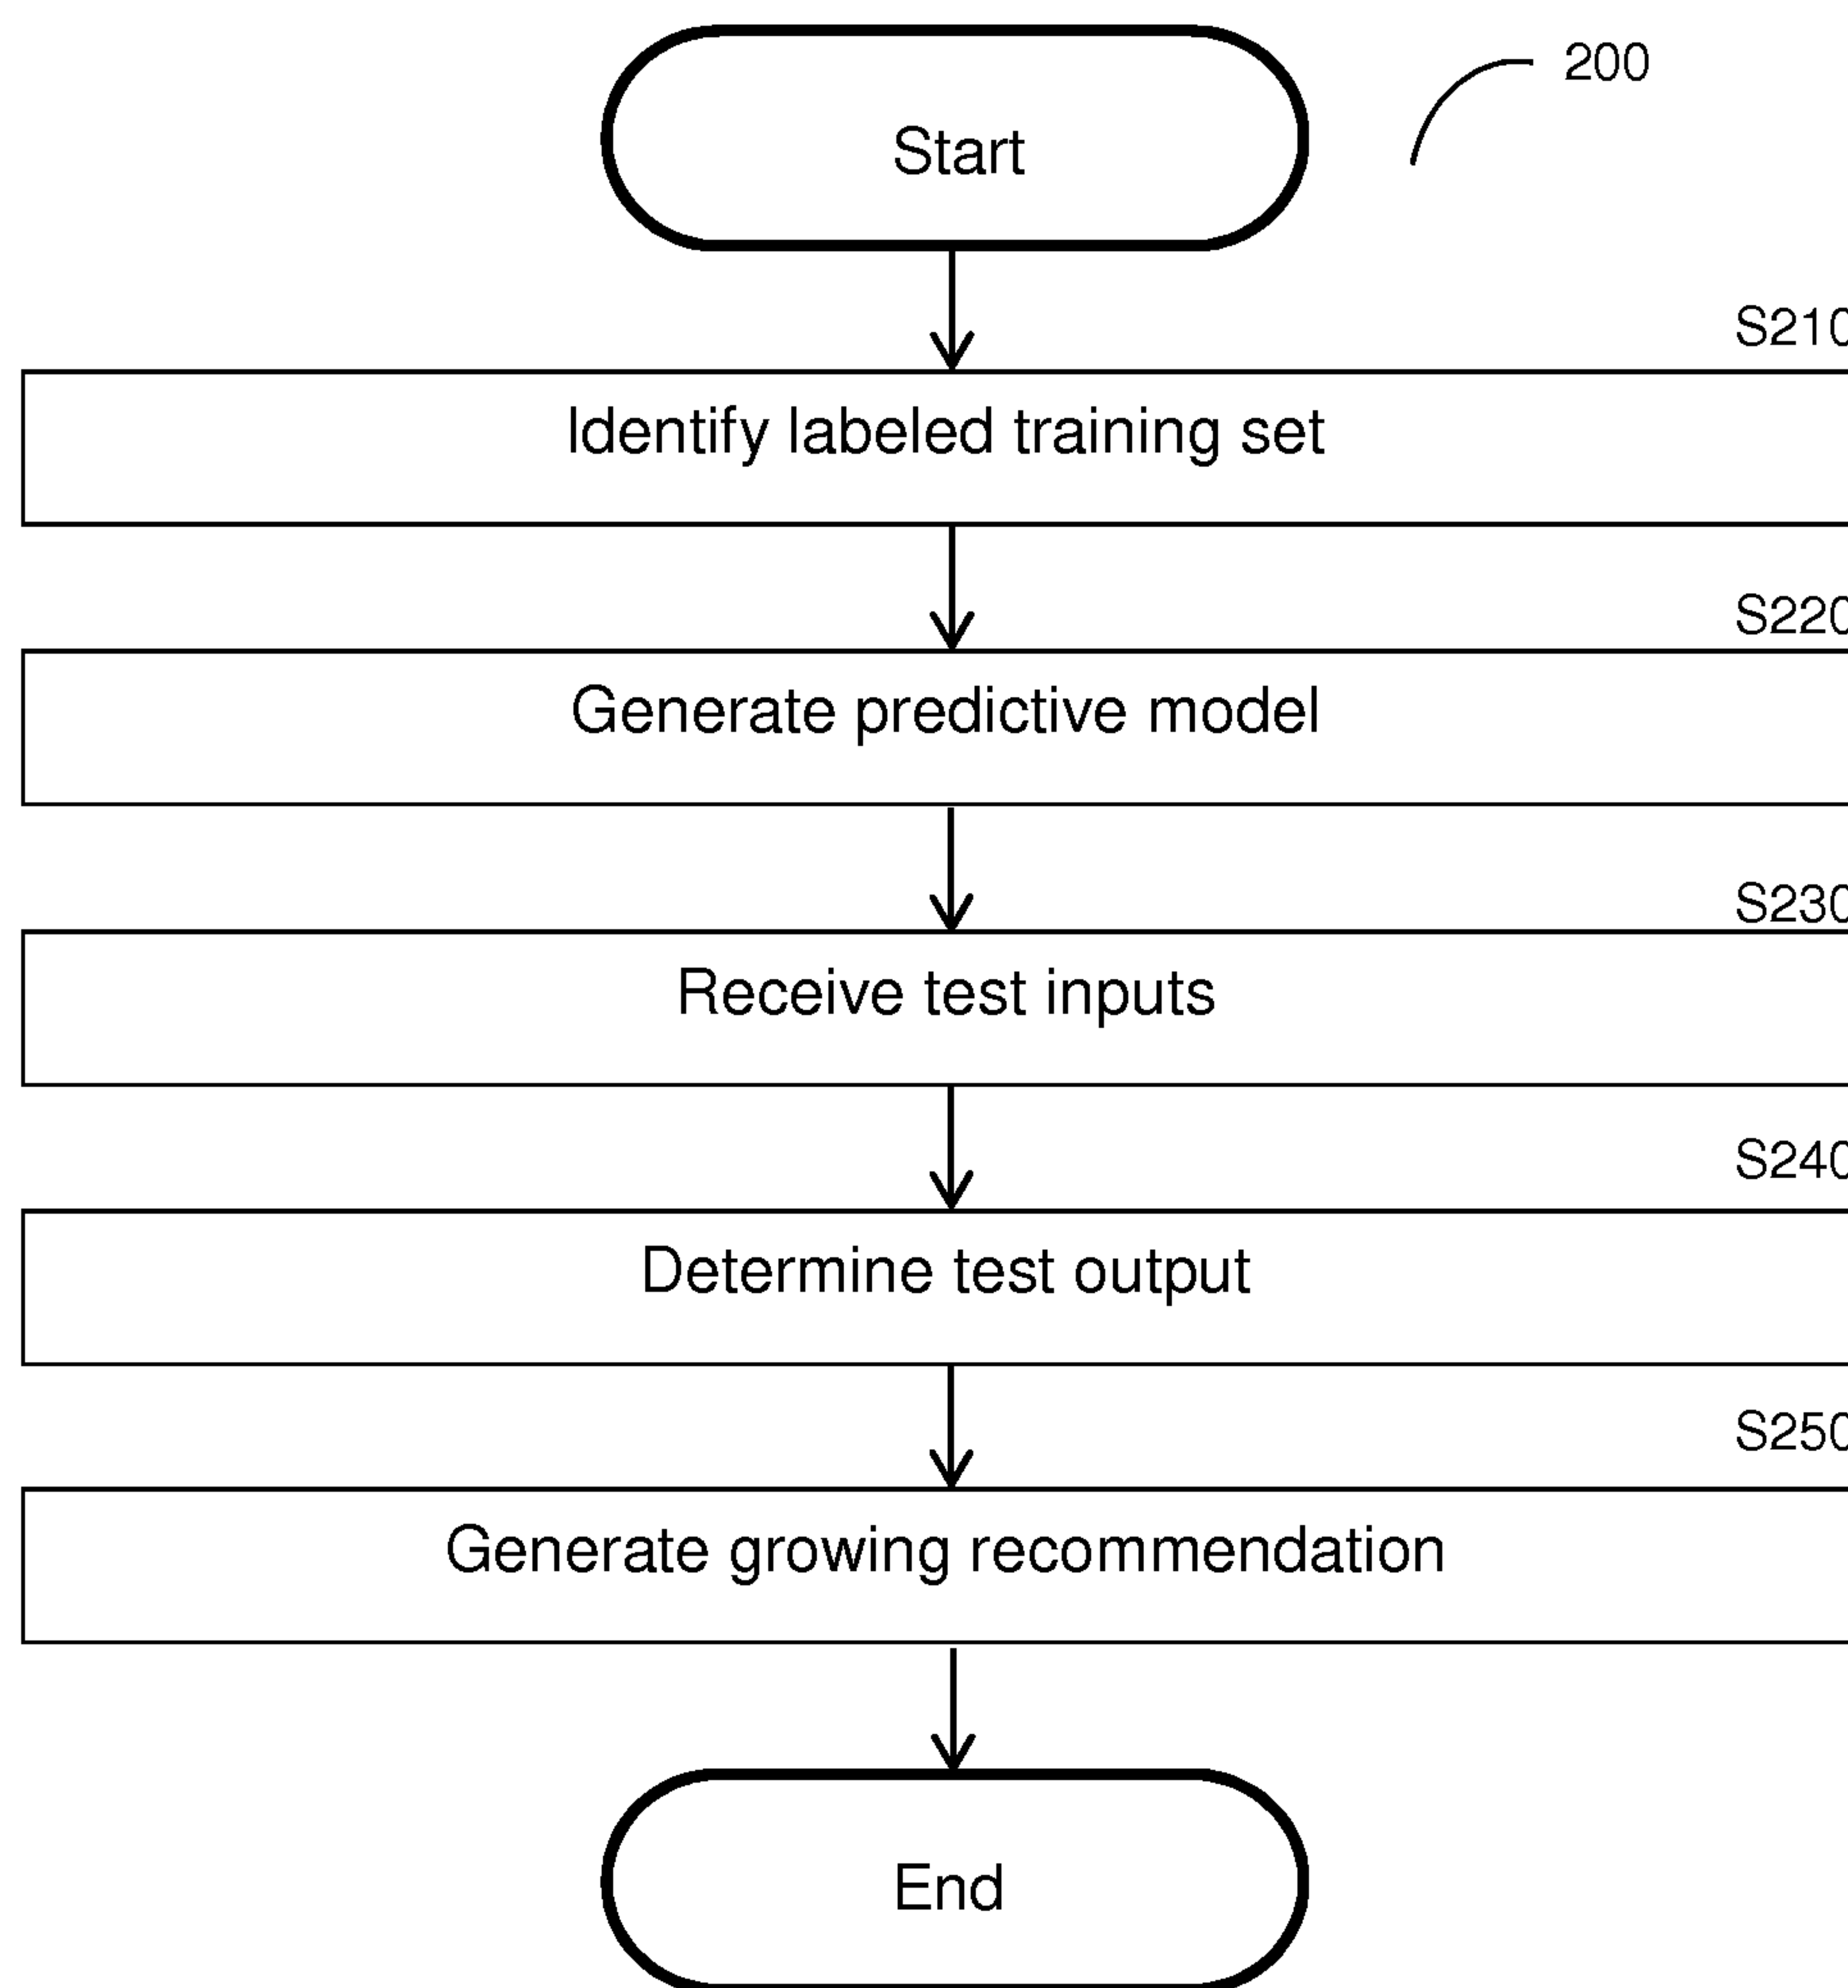 Start
200
S210
Identify labeled training set
S220
Generate predictive model
S230
Receive test inputs
S240
Determine test output
S250
Generate growing recommendation
End